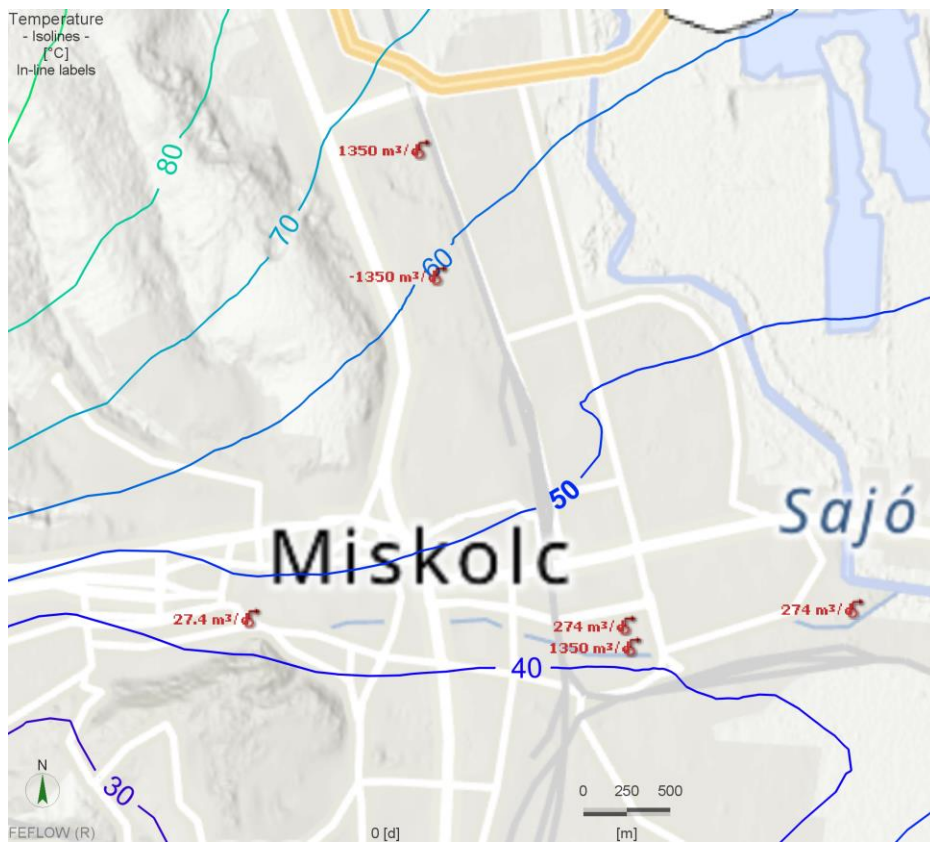 Temperature
- Isolines -
[°C]
In-line labels
80
1350 m³/d
70
60
-1350 m³/d
50
Sajó
Miskolc
27.4 m³/d
274 m³/d
274 m³/d
1350 m³/d
40
30
N
0 250 500
FEFLOW (R)
0 [d]
[m]